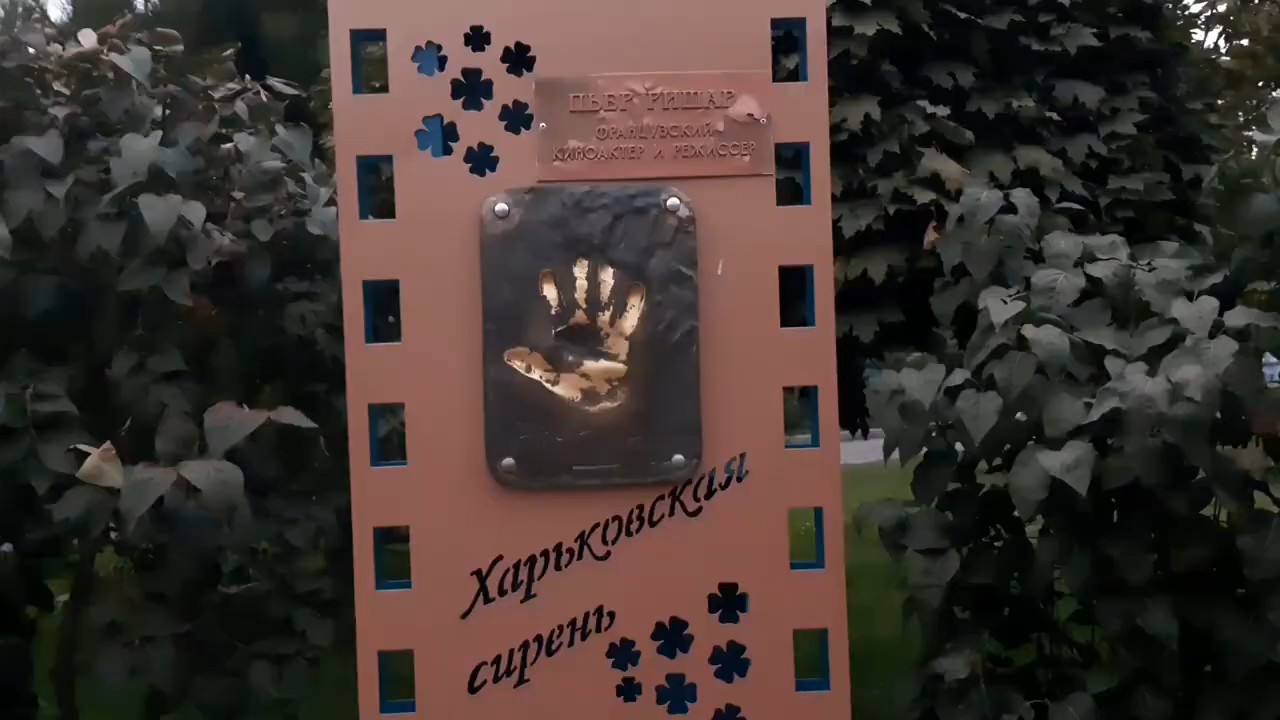 ПЬЕР РИШАР
ФРАНЦУЗСКИЙ
КИНОАКТЕР И РЕЖИССЕР
Харьковская
сирень